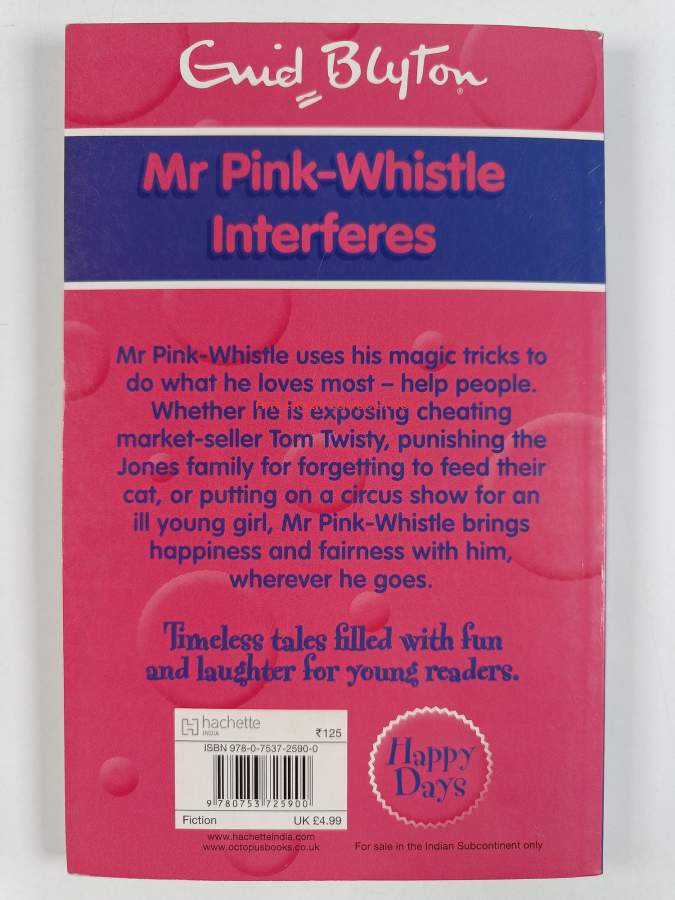 Enid Blyton®
Mr Pink-Whistle
Interferes
Mr Pink-Whistle uses his magic tricks to
do what he loves most – help people.
Whether he is exposing cheating
market-seller Tom Twisty, punishing the
Jones family for forgetting to feed their
cat, or putting on a circus show for an
ill young girl, Mr Pink-Whistle brings
happiness and fairness with him,
wherever he goes.
Timeless tales filled with fun
and laughter for young readers.
hachette
INDIA
₹125
ISBN 978-0-7537-2590-0
9 780753 725900
Fiction
UK £4.99
Happy
Days
www.hachetteindia.com
www.octopusbooks.co.uk
For sale in the Indian Subcontinent only